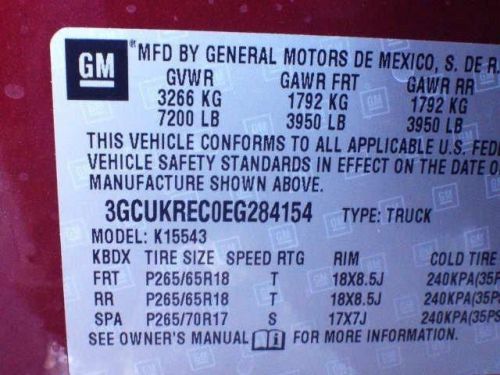 GM MFD BY GENERAL MOTORS DE MEXICO, S. DE R.
GVWR GAWR FRT GAWR RR
3266 KG 1792 KG 1792 KG
7200 LB 3950 LB 3950 LB
THIS VEHICLE CONFORMS TO ALL APPLICABLE U.S. FEDE
VEHICLE SAFETY STANDARDS IN EFFECT ON THE DATE O
MANUFACTURE SHOWN ABOVE.
3GCUKREC0EG284154 TYPE: TRUCK
MODEL: K15543
KBDX TIRE SIZE SPEED RTG RIM COLD TIRE
FRT P265/65R18 T 18X8.5J 240KPA(35P
RR P265/65R18 T 18X8.5J 240KPA(35P
SPA P265/70R17 S 17X7J 240KPA(35PS
SEE OWNER'S MANUAL FOR MORE INFORMATION.